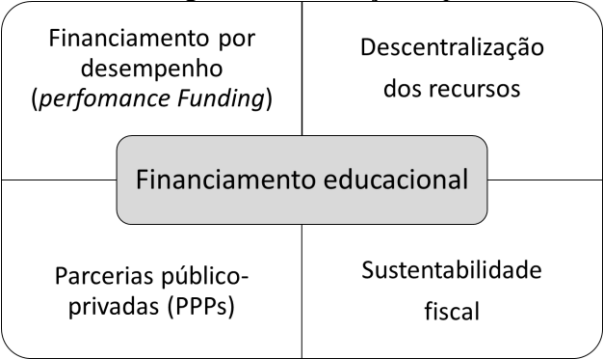 Financiamento por
desempenho
(perfomance Funding)
Descentralização
dos recursos
Financiamento educacional
Parcerias público-
privadas (PPPs)
Sustentabilidade
fiscal